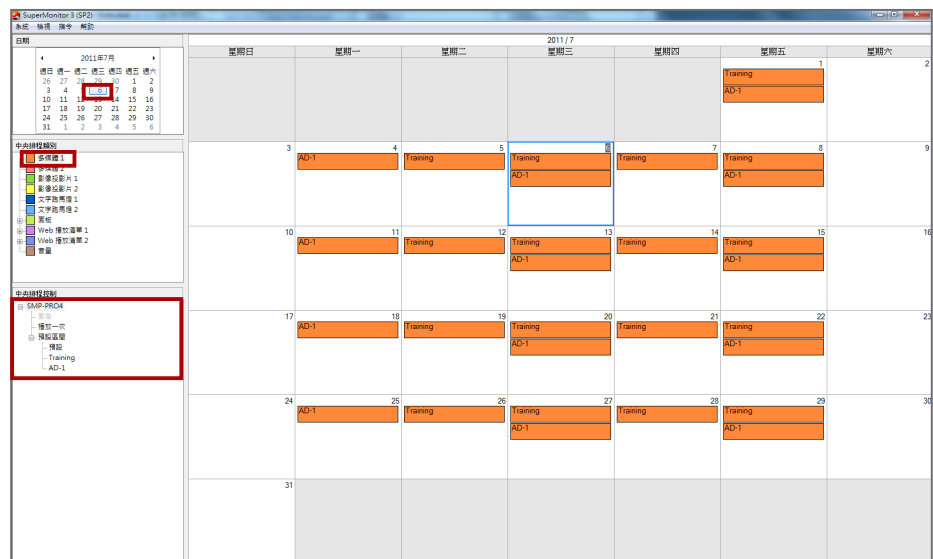 SuperMonitor 3 (SP2)
系統 檢視 指令 幫助
日期
2011年7月
週日 週一 週二 週三 週四 週五 週六
26 27 28 29 30 1 2
3 4 5 6 7 8 9
10 11 12 13 14 15 16
17 18 19 20 21 22 23
24 25 26 27 28 29 30
31 1 2 3 4 5 6
中央排程類別
多媒體 1
多媒體 2
影像投影片 1
影像投影片 2
文字跑馬燈 1
文字跑馬燈 2
面板
Web 播放清單 1
Web 播放清單 2
音量
中央排程控制
SMP-PRO4
播放一次
預設區間
預設
Training
AD-1
2011/7
星期日 星期一 星期二 星期三 星期四 星期五 星期六
1 2
Training
AD-1
3 4 5 6 7 8 9
AD-1 Training Training Training Training
AD-1 AD-1
10 11 12 13 14 15 16
AD-1 Training Training Training Training
AD-1 AD-1
17 18 19 20 21 22 23
AD-1 Training Training Training Training
AD-1 AD-1
24 25 26 27 28 29 30
AD-1 Training Training Training Training
AD-1 AD-1
31